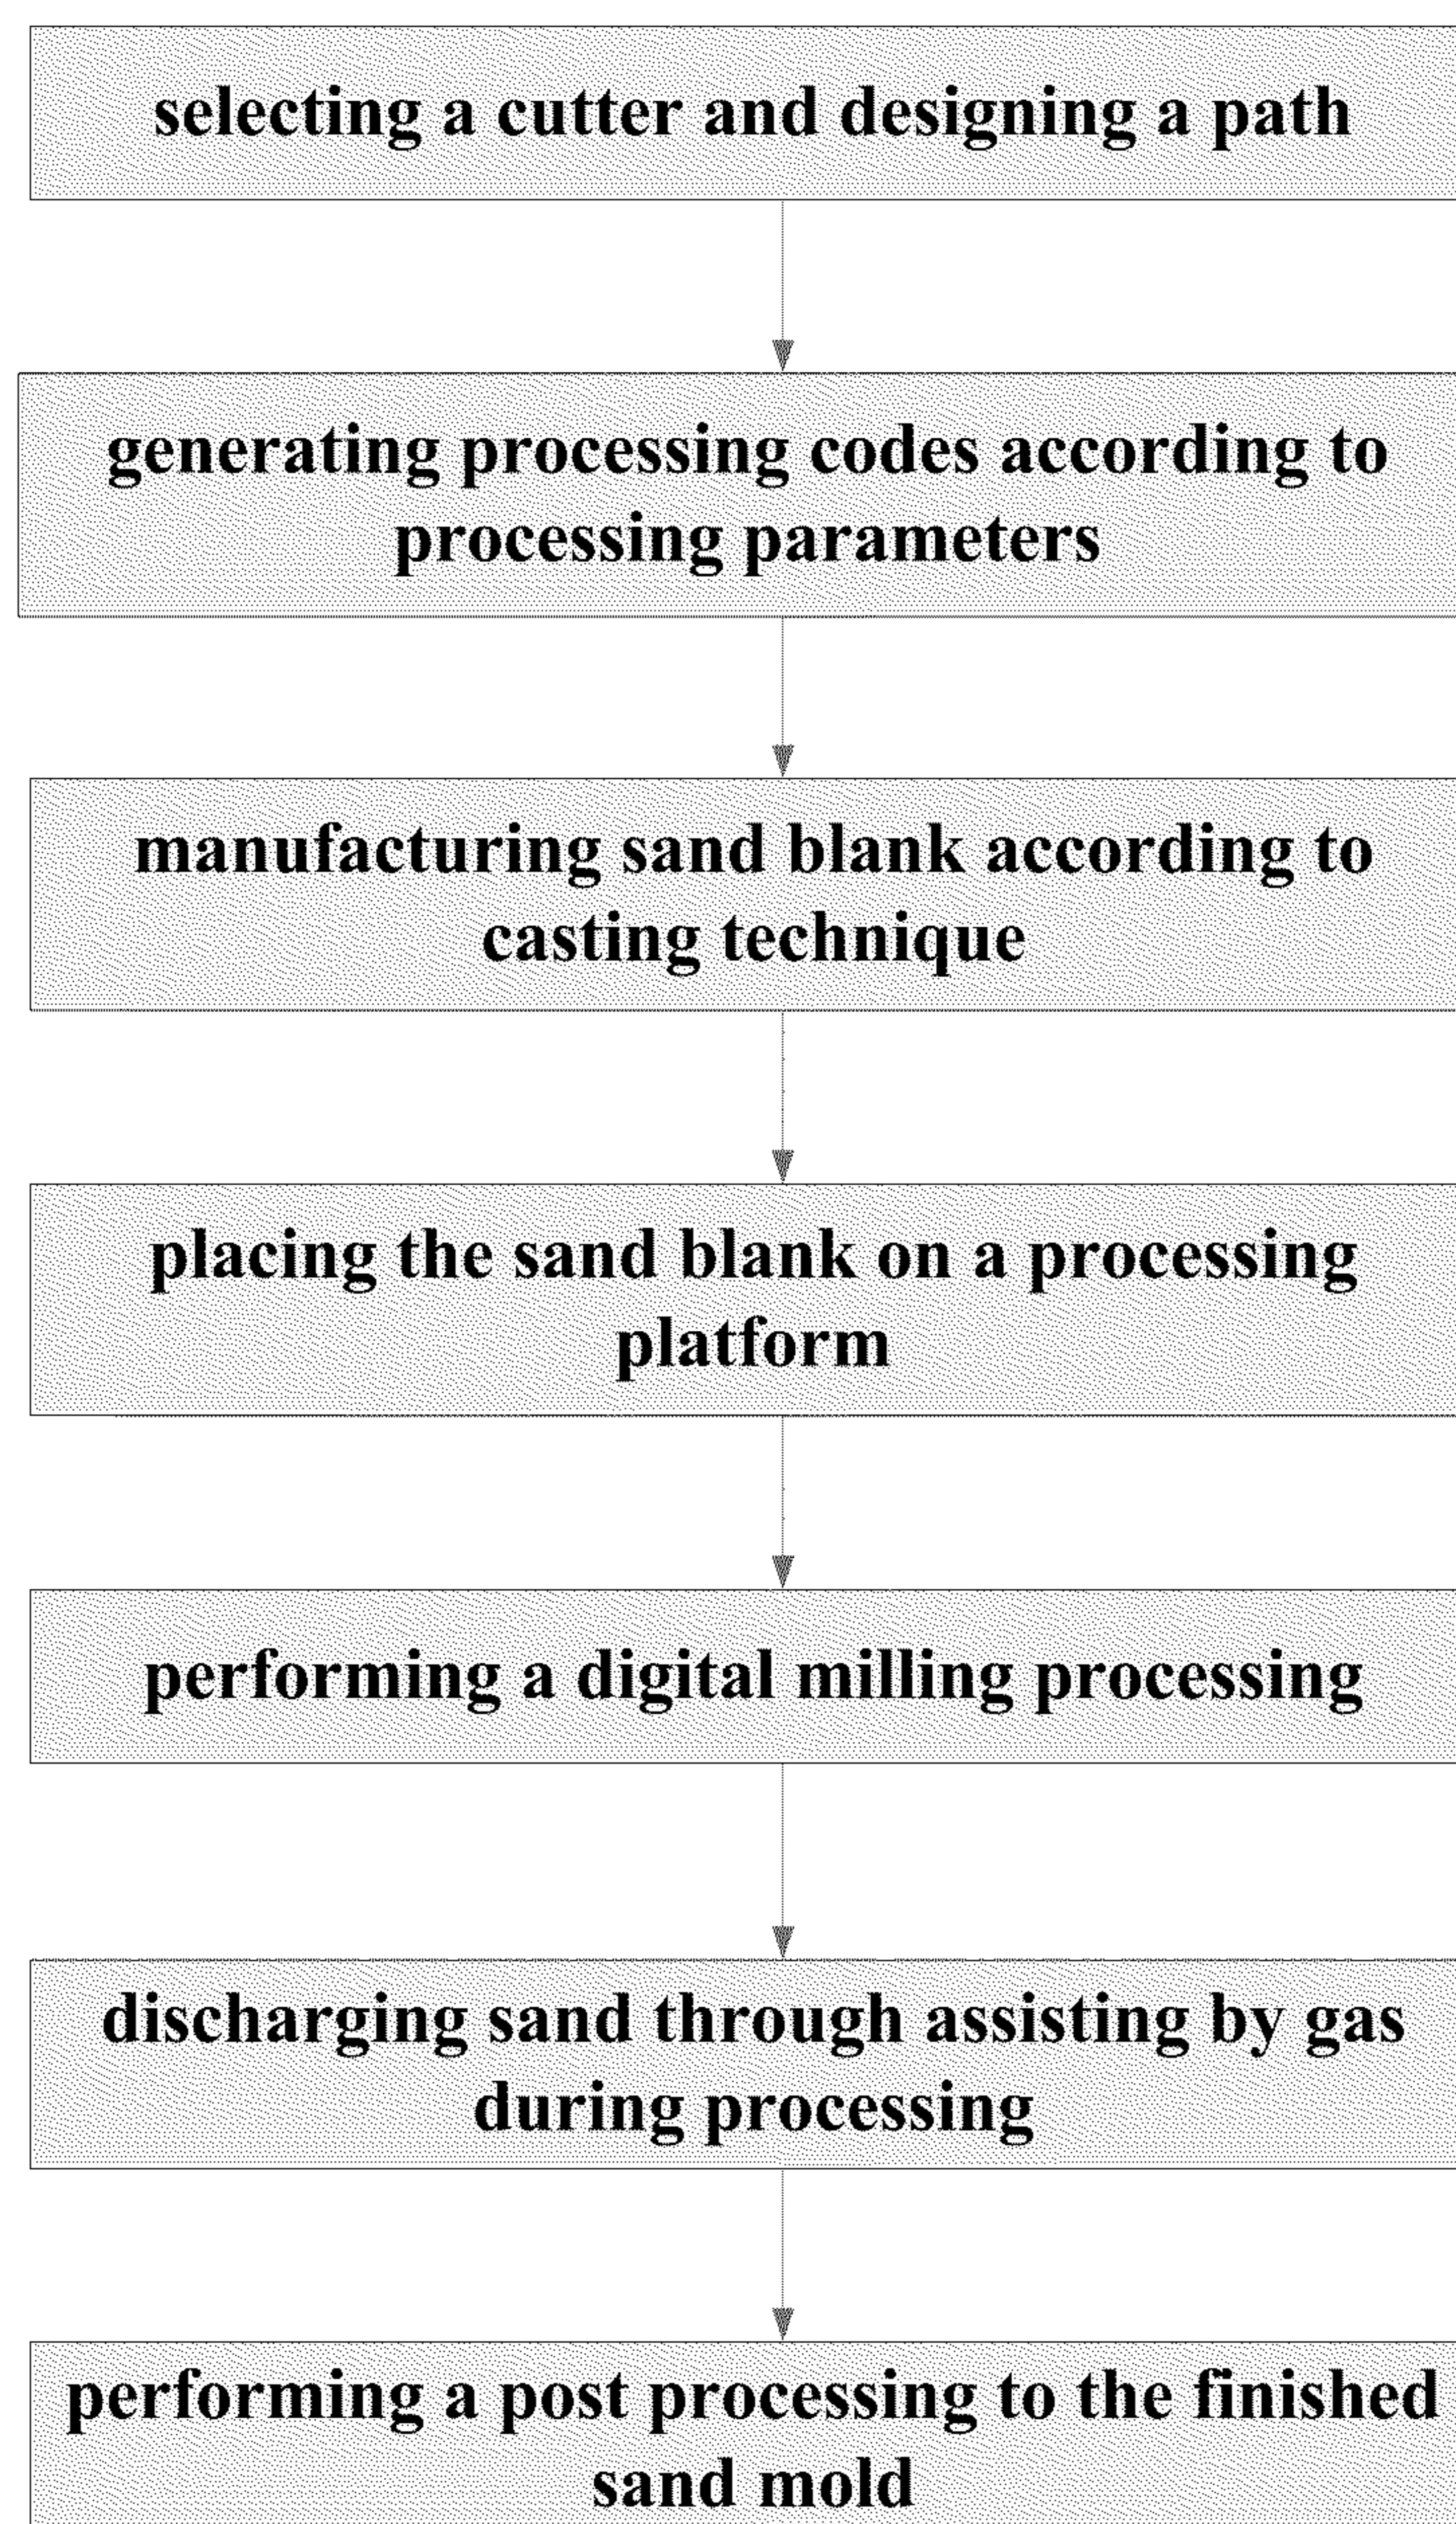 selecting a cutter and designing a path
generating processing codes according to
processing parameters
manufacturing sand blank according to
casting technique
placing the sand blank on a processing
platform
performing a digital milling processing
discharging sand through assisting by gas
during processing
performing a post processing to the finished
sand mold